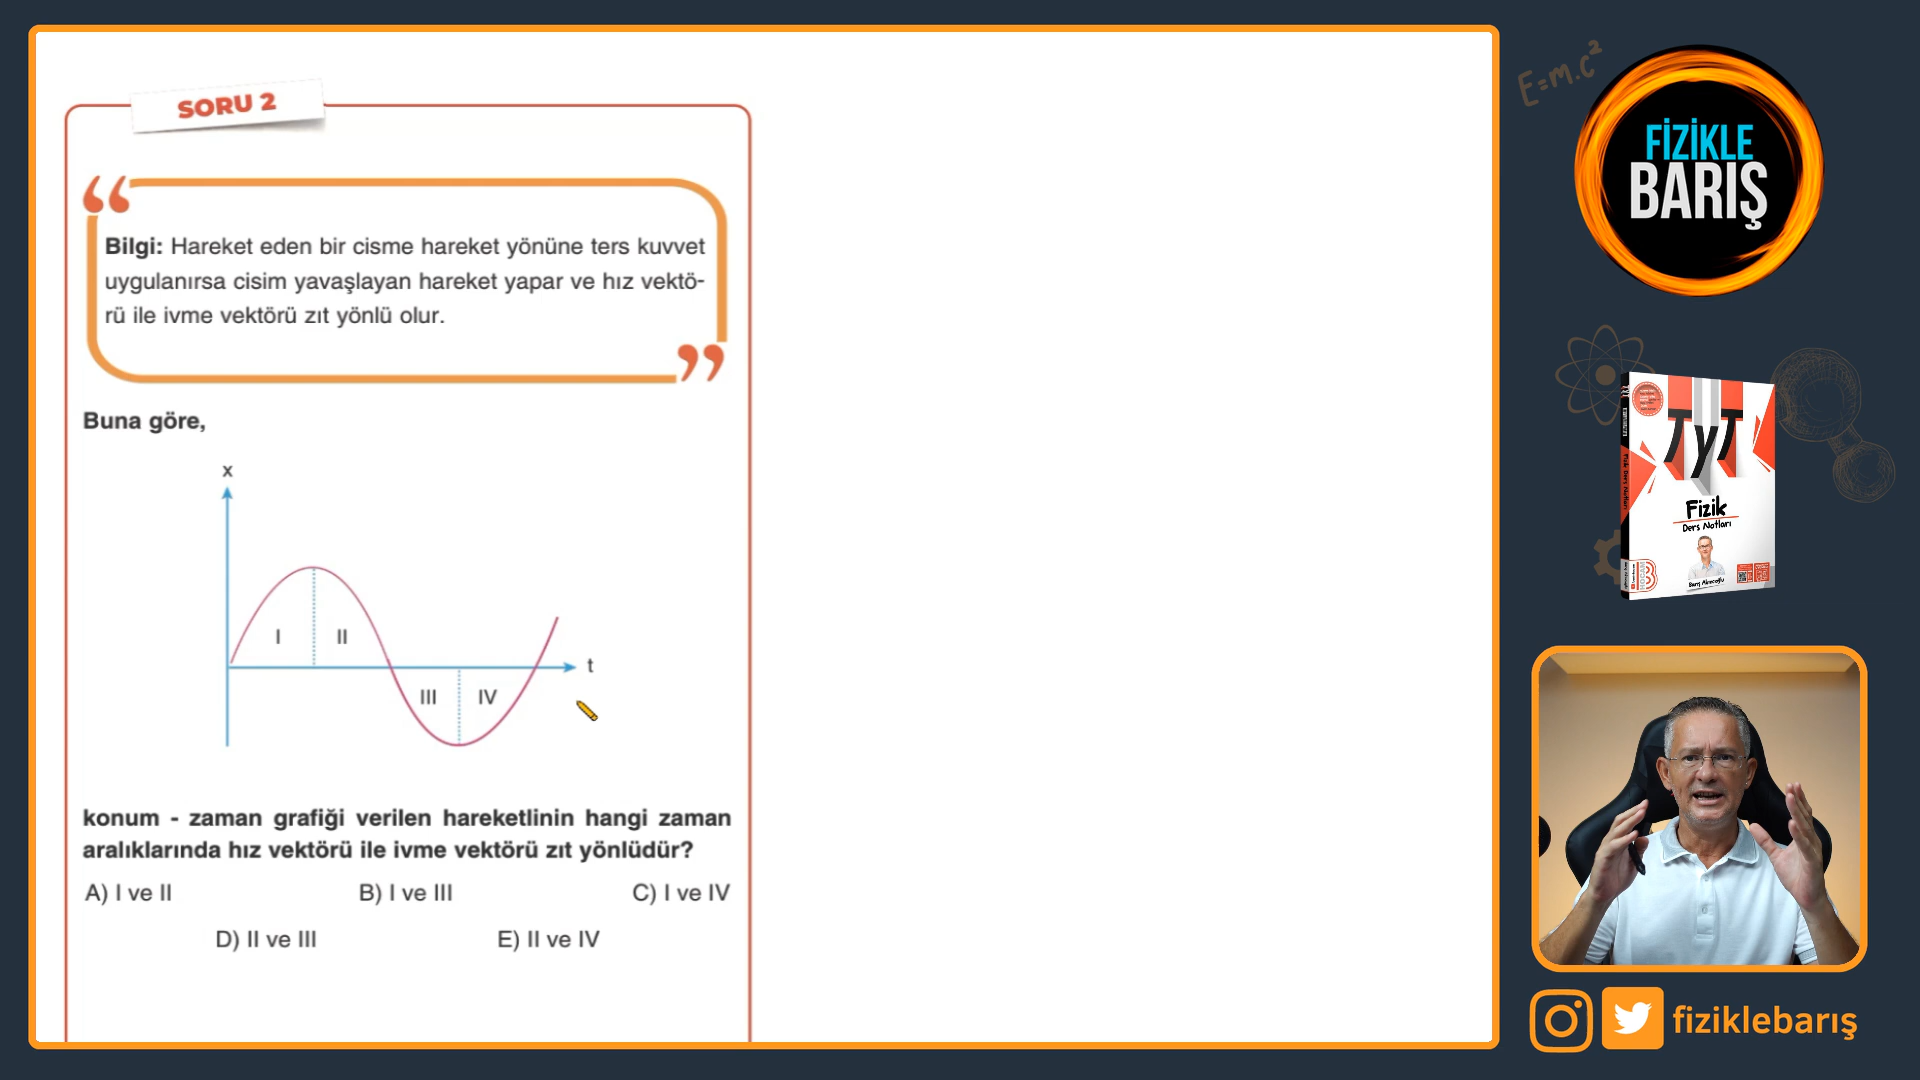 SORU 2
Bilgi: Hareket eden bir cisme hareket yönüne ters kuvvet
uygulanırsa cisim yavaşlayan hareket yapar ve hız vektö-
rü ile ivme vektörü zıt yönlü olur.
Buna göre,
x
I
II
III
IV
t
konum - zaman grafiği verilen hareketlinin hangi zaman
aralıklarında hız vektörü ile ivme vektörü zıt yönlüdür?
A) I ve II
B) I ve III
C) I ve IV
D) II ve III
E) II ve IV
E=m.c²
FİZİKLE
BARIŞ
TYT
Fizik
Ders Notları
fiziklebarış